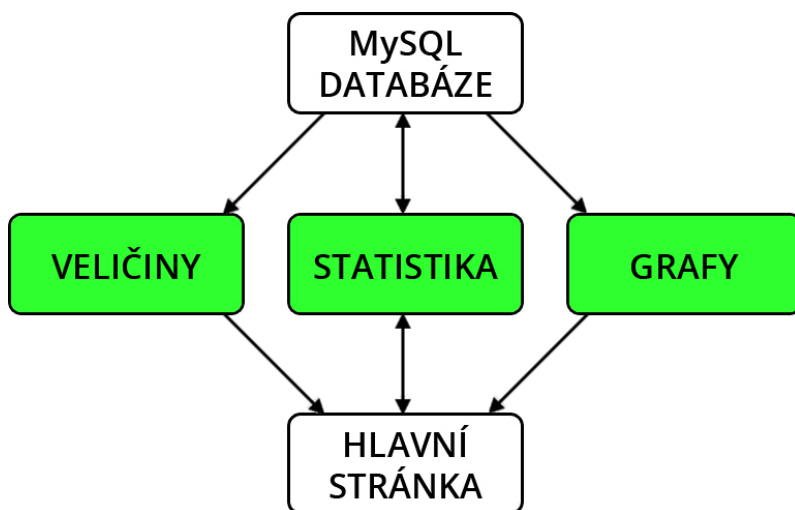 MySQL
DATABÁZE
VELIČINY
STATISTIKA
GRAFY
HLAVNÍ
STRÁNKA